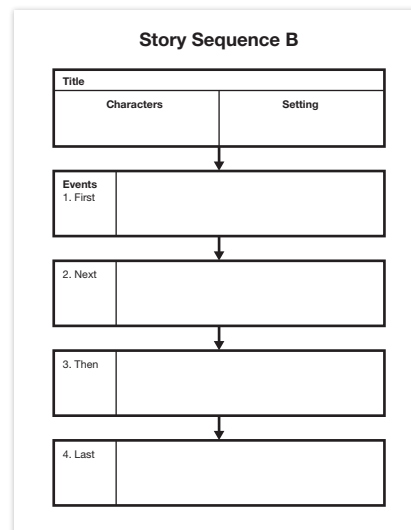 Story Sequence B
Title
Characters Setting
Events
1. First
2. Next
3. Then
4. Last